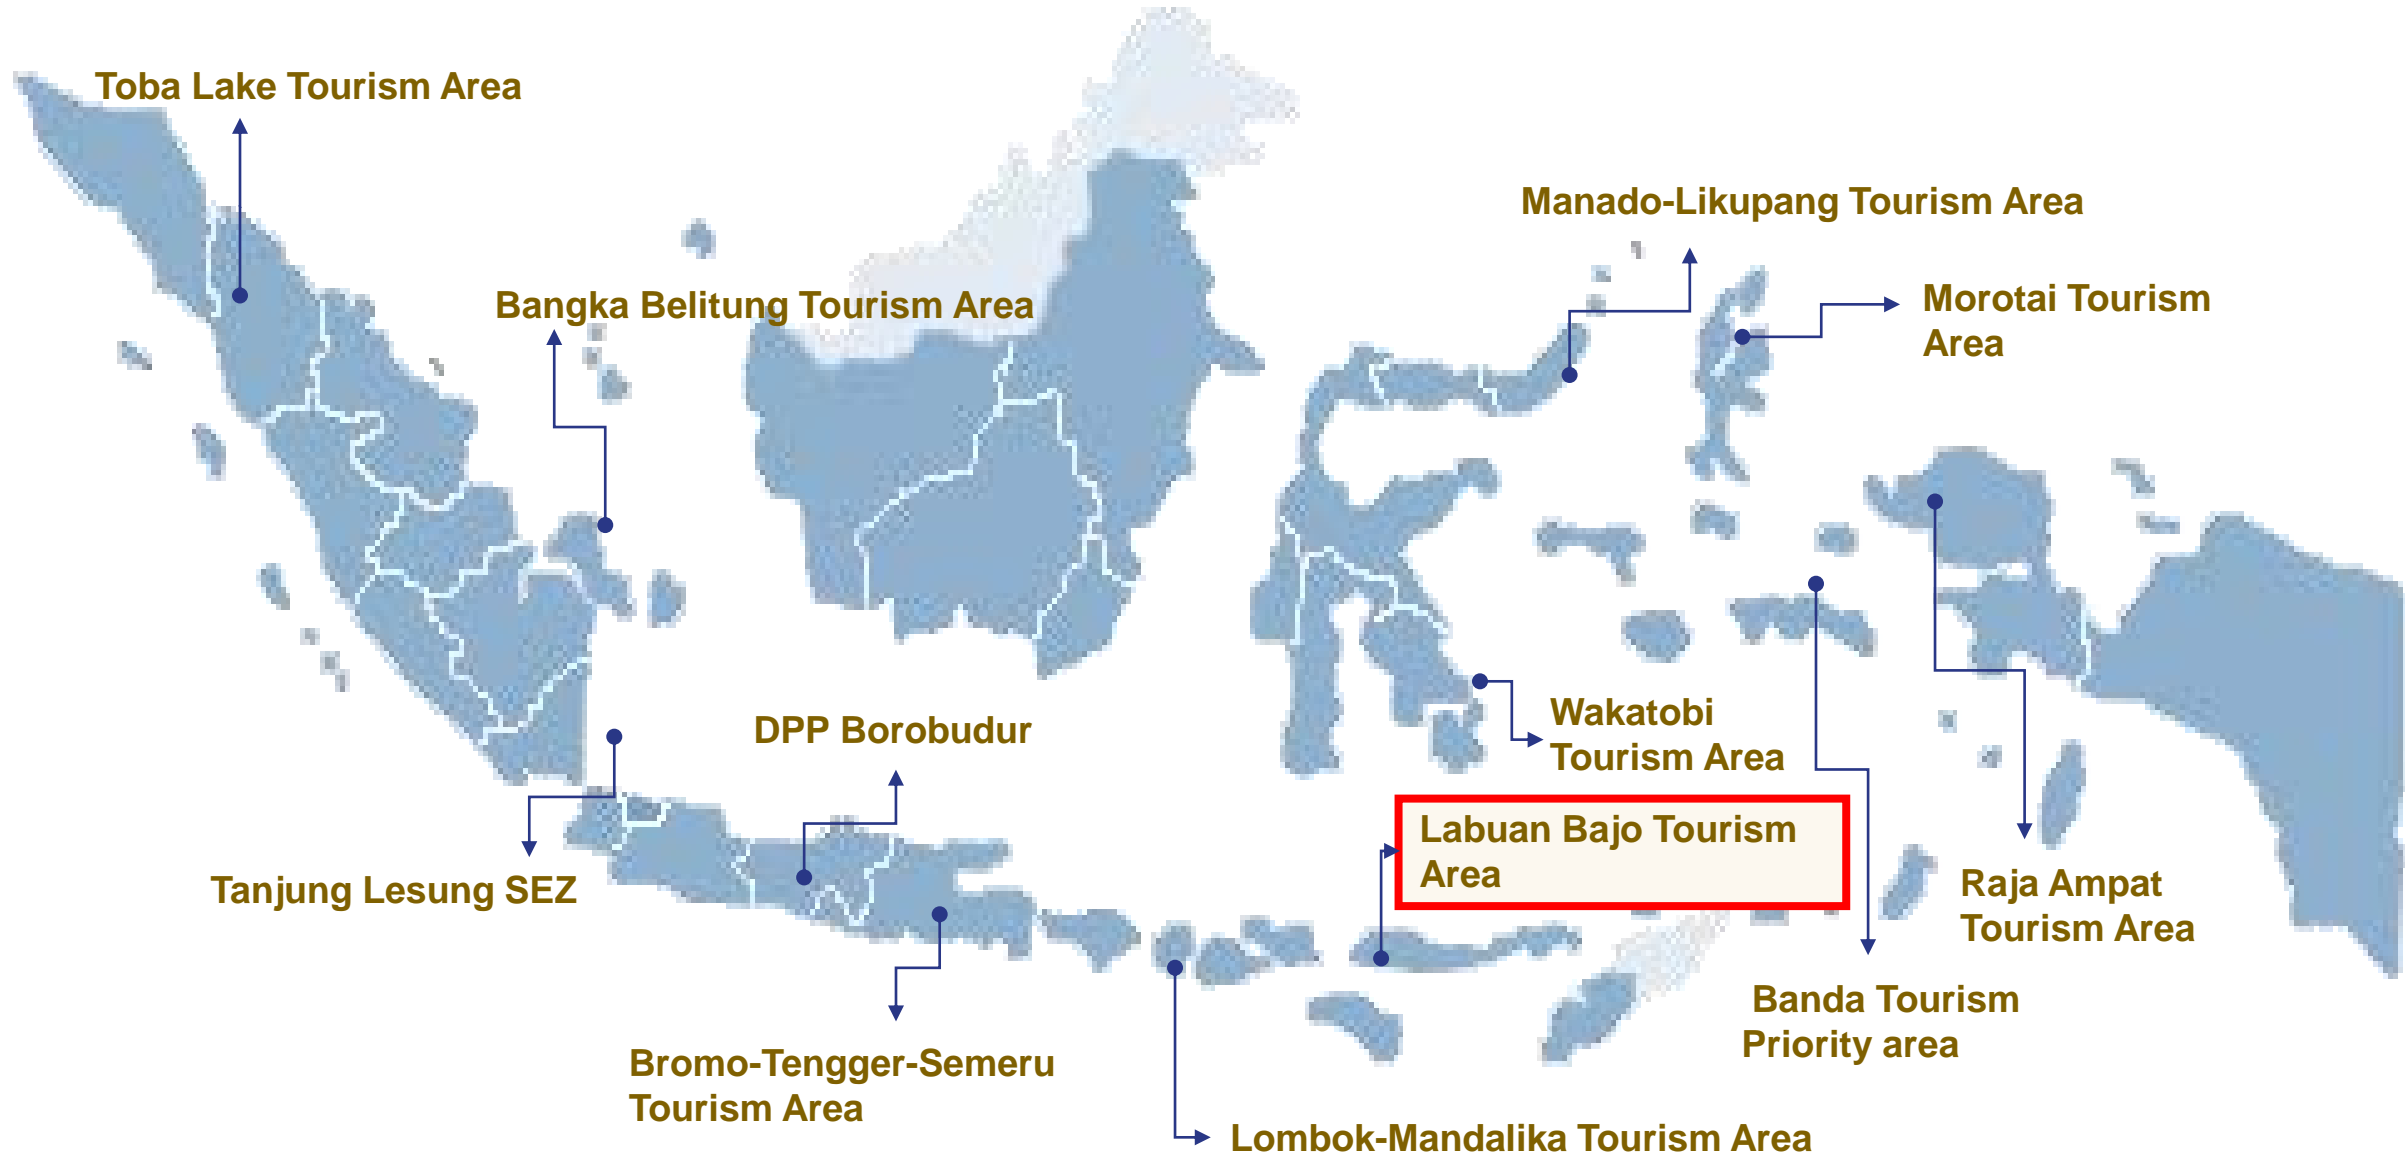 Toba Lake Tourism Area
Manado-Likupang Tourism Area
Bangka Belitung Tourism Area
Morotai Tourism
Area
Wakatobi
Tourism Area
DPP Borobudur
Labuan Bajo Tourism
Area
Tanjung Lesung SEZ
Raja Ampat
Tourism Area
Banda Tourism
Priority area
Bromo-Tengger-Semeru
Tourism Area
Lombok-Mandalika Tourism Area